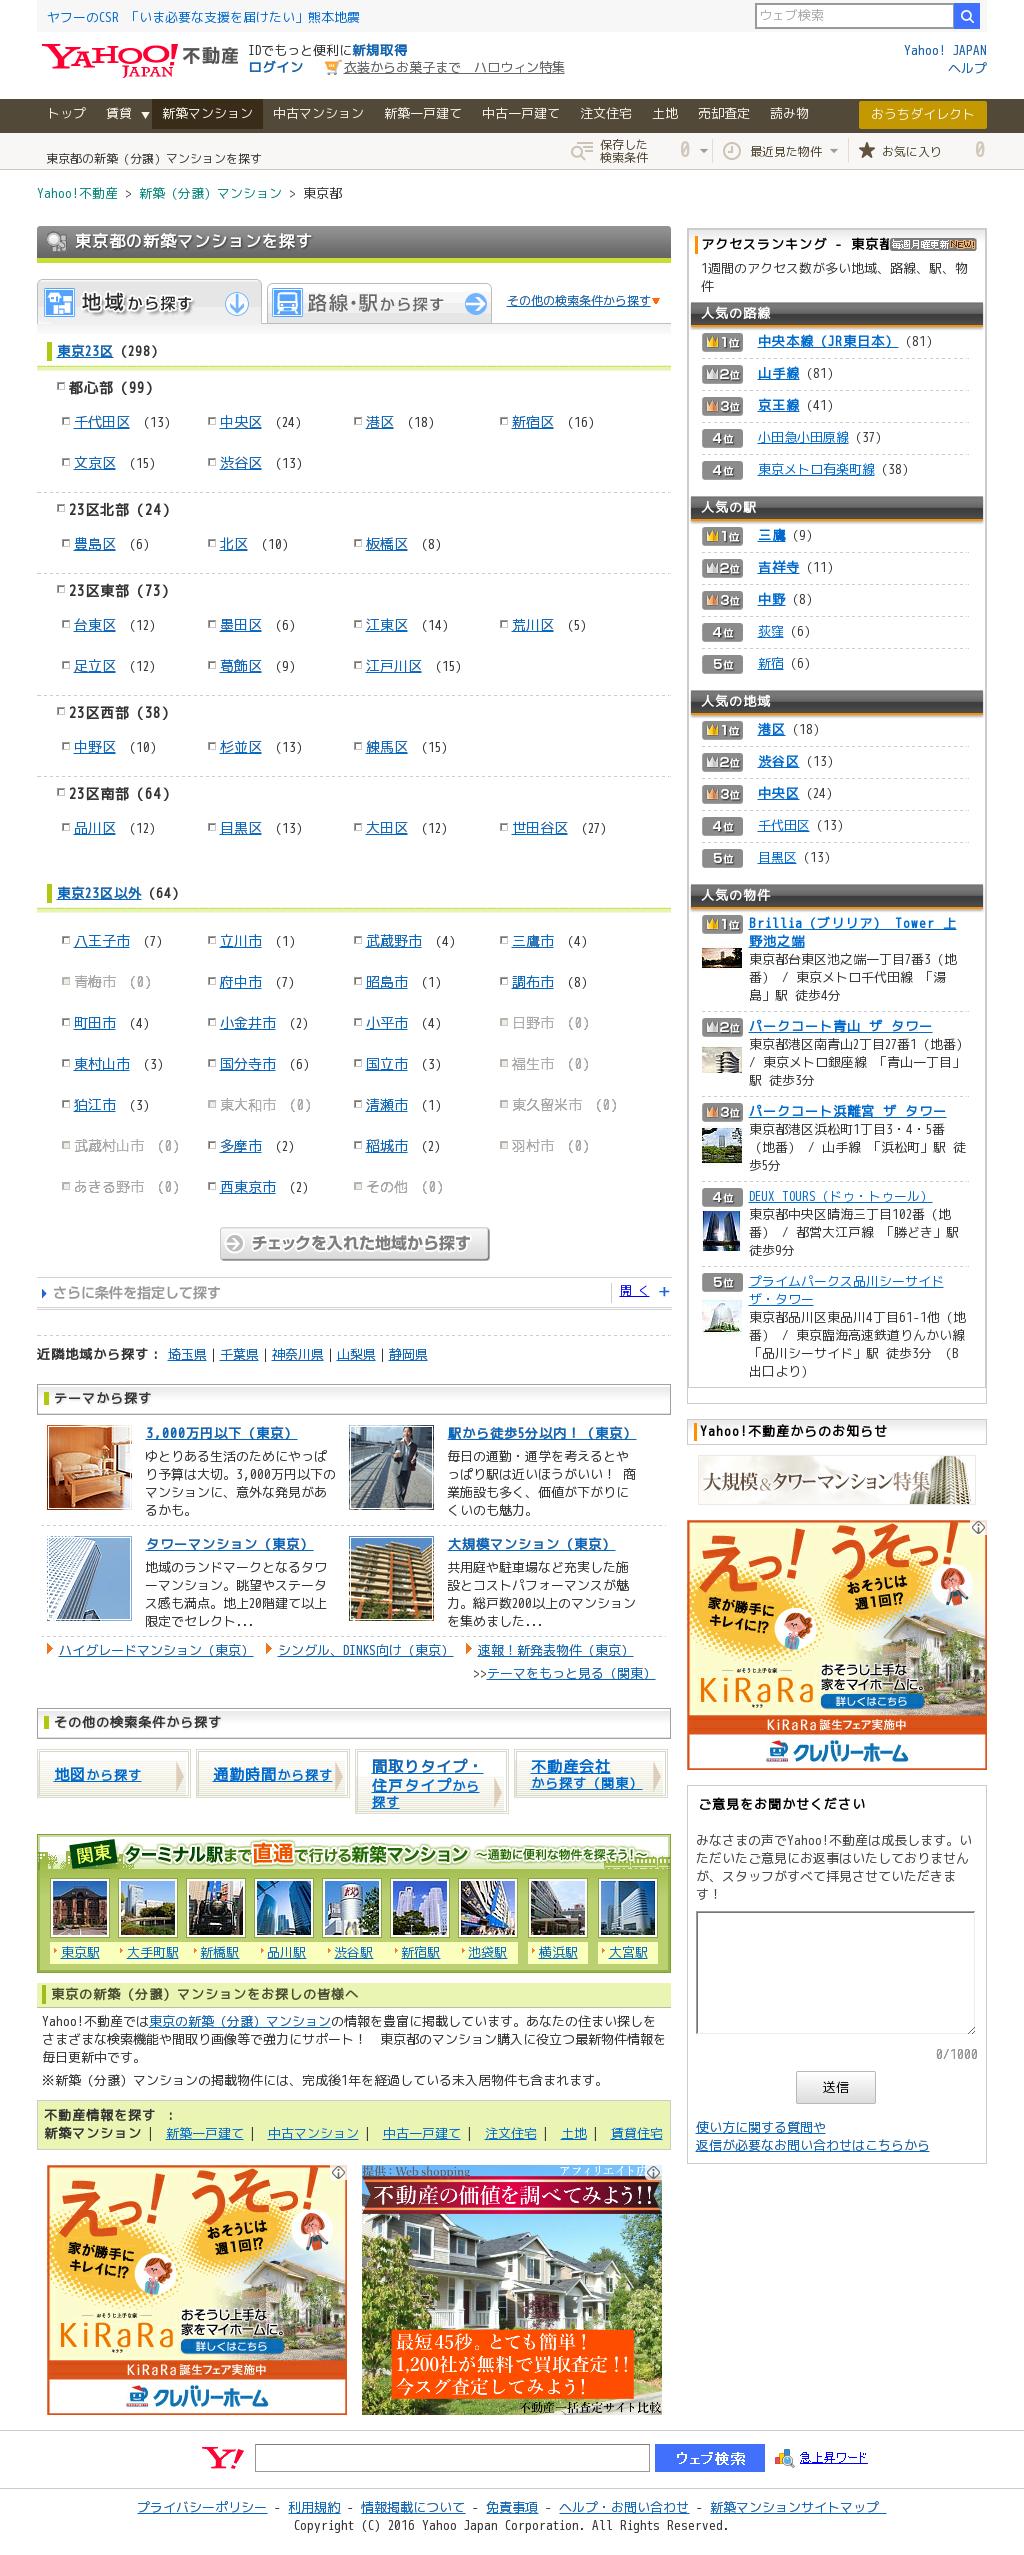 ヤフーのCSR 「いま必要な支援を届けたい」熊本地震
ウェブ検索
YAHOO! JAPAN 不動産
IDでもっと便利に新規取得
ログイン
衣装からお菓子まで ハロウィン特集
Yahoo! JAPAN
ヘルプ
トップ 賃貸 ▼ 新築マンション 中古マンション 新築一戸建て 中古一戸建て 注文住宅 土地 売却査定 読み物 おうちダイレクト
東京都の新築（分譲）マンションを探す
保存した検索条件 0
最近見た物件
お気に入り 0
Yahoo!不動産 > 新築（分譲）マンション > 東京都
東京都の新築マンションを探す
地域から探す
路線・駅から探す
その他の検索条件から探す
東京23区（298）
都心部（99）
千代田区 （13） 中央区 （24） 港区 （18） 新宿区 （16）
文京区 （15） 渋谷区 （13）
23区北部（24）
豊島区 （6） 北区 （10） 板橋区 （8）
23区東部（73）
台東区 （12） 墨田区 （6） 江東区 （14） 荒川区 （5）
足立区 （12） 葛飾区 （9） 江戸川区 （15）
23区西部（38）
中野区 （10） 杉並区 （13） 練馬区 （15）
23区南部（64）
品川区 （12） 目黒区 （13） 大田区 （12） 世田谷区 （27）
東京23区以外（64）
八王子市 （7） 立川市 （1） 武蔵野市 （4） 三鷹市 （4）
青梅市 （0） 府中市 （7） 昭島市 （1） 調布市 （8）
町田市 （4） 小金井市 （2） 小平市 （4） 日野市 （0）
東村山市 （3） 国分寺市 （6） 国立市 （3） 福生市 （0）
狛江市 （3） 東大和市 （0） 清瀬市 （1） 東久留米市 （0）
武蔵村山市 （0） 多摩市 （2） 稲城市 （2） 羽村市 （0）
あきる野市 （0） 西東京市 （2） その他 （0）
チェックを入れた地域から探す
さらに条件を指定して探す
開く
近隣地域から探す： 埼玉県｜千葉県｜神奈川県｜山梨県｜静岡県
テーマから探す
3,000万円以下（東京）
ゆとりある生活のためにやっぱり予算は大切。3,000万円以下のマンションに、意外な発見があるかも。
駅から徒歩5分以内！（東京）
毎日の通勤・通学を考えるとやっぱり駅は近いほうがいい！ 商業施設も多く、価値が下がりにくいのも魅力。
タワーマンション（東京）
地域のランドマークとなるタワーマンション。眺望やステータス感も満点。地上20階建て以上限定でセレクト...
大規模マンション（東京）
共用庭や駐車場など充実した施設とコストパフォーマンスが魅力。総戸数200以上のマンションを集めました...
ハイグレードマンション（東京） シングル、DINKS向け（東京） 速報！新発表物件（東京）
>>テーマをもっと見る（関東）
その他の検索条件から探す
地図から探す
通勤時間から探す
間取りタイプ・住戸タイプから探す
不動産会社から探す（関東）
関東 ターミナル駅まで直通で行ける新築マンション ～通勤に便利な物件を探そう！～
東京駅 大手町駅 新橋駅 品川駅 渋谷駅 新宿駅 池袋駅 横浜駅 大宮駅
東京の新築（分譲）マンションをお探しの皆様へ
Yahoo!不動産では東京の新築（分譲）マンションの情報を豊富に掲載しています。あなたの住まい探しを
さまざまな検索機能や間取り画像等で強力にサポート！ 東京都のマンション購入に役立つ最新物件情報を
毎日更新中です。
※新築（分譲）マンションの掲載物件には、完成後1年を経過している未入居物件も含まれます。
不動産情報を探す ：
新築マンション｜ 新築一戸建て｜ 中古マンション｜ 中古一戸建て｜ 注文住宅｜ 土地｜ 賃貸住宅
えっ！うそっ！
家が勝手にキレイに!?
おそうじは週1回!?
おそうじ上手な家
KiRaRa
おそうじ上手な家をマイホームに。
詳しくはこちら
KiRaRa誕生フェア実施中
クレバリーホーム
提供：Web shopping
アフィリエイト広
不動産の価値を調べてみよう!!
最短45秒。とても簡単！
1,200社が無料で買取査定！！
今スグ査定してみよう！
不動産一括査定サイト比較
アクセスランキング - 東京都
毎週月曜更新NEW!
1週間のアクセス数が多い地域、路線、駅、物件
人気の路線
1位 中央本線（JR東日本）（81）
2位 山手線（81）
3位 京王線（41）
4位 小田急小田原線（37）
4位 東京メトロ有楽町線（38）
人気の駅
1位 三鷹（9）
2位 吉祥寺（11）
3位 中野（8）
4位 荻窪（6）
5位 新宿（6）
人気の地域
1位 港区（18）
2位 渋谷区（13）
3位 中央区（24）
4位 千代田区（13）
5位 目黒区（13）
人気の物件
1位 Brillia（ブリリア） Tower 上野池之端
東京都台東区池之端一丁目7番3（地番） / 東京メトロ千代田線 「湯島」駅 徒歩4分
2位 パークコート青山 ザ タワー
東京都港区南青山2丁目27番1（地番） / 東京メトロ銀座線 「青山一丁目」駅 徒歩3分
3位 パークコート浜離宮 ザ タワー
東京都港区浜松町1丁目3・4・5番（地番） / 山手線 「浜松町」駅 徒歩5分
4位 DEUX TOURS（ドゥ・トゥール）
東京都中央区晴海三丁目102番（地番） / 都営大江戸線 「勝どき」駅 徒歩9分
5位 プライムパークス品川シーサイド ザ・タワー
東京都品川区東品川4丁目61-1他（地番） / 東京臨海高速鉄道りんかい線 「品川シーサイド」駅 徒歩3分 （B出口より）
Yahoo!不動産からのお知らせ
大規模&タワーマンション特集
えっ！うそっ！
家が勝手にキレイに!?
おそうじは週1回!?
おそうじ上手な家
KiRaRa
おそうじ上手な家をマイホームに。
詳しくはこちら
KiRaRa誕生フェア実施中
クレバリーホーム
ご意見をお聞かせください
みなさまの声でYahoo!不動産は成長します。いただいたご意見にお返事はいたしておりませんが、スタッフがすべて拝見させていただきます！
0/1000
送信
使い方に関する質問や
返信が必要なお問い合わせはこちらから
Y!
ウェブ検索
急上昇ワード
プライバシーポリシー - 利用規約 - 情報掲載について - 免責事項 - ヘルプ・お問い合わせ - 新築マンションサイトマップ
Copyright (C) 2016 Yahoo Japan Corporation. All Rights Reserved.